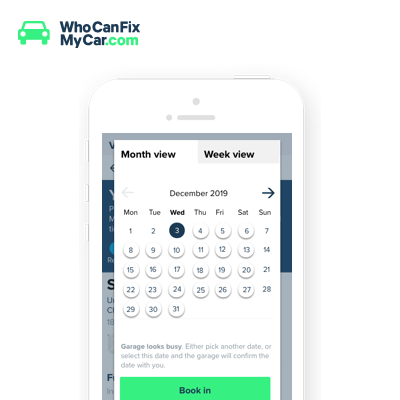 WhoCanFix
MyCar.com
Month view Week view
December 2019
Mon Tue Wed Thu Fri Sat Sun
1 2 3 4 5 6 7
8 9 10 11 12 13 14
15 16 17 18 19 20 21
22 23 24 25 26 27 28
29 30 31
Garage looks busy. Either pick another date, or
select this date and the garage will confirm the
date with you.
Book in